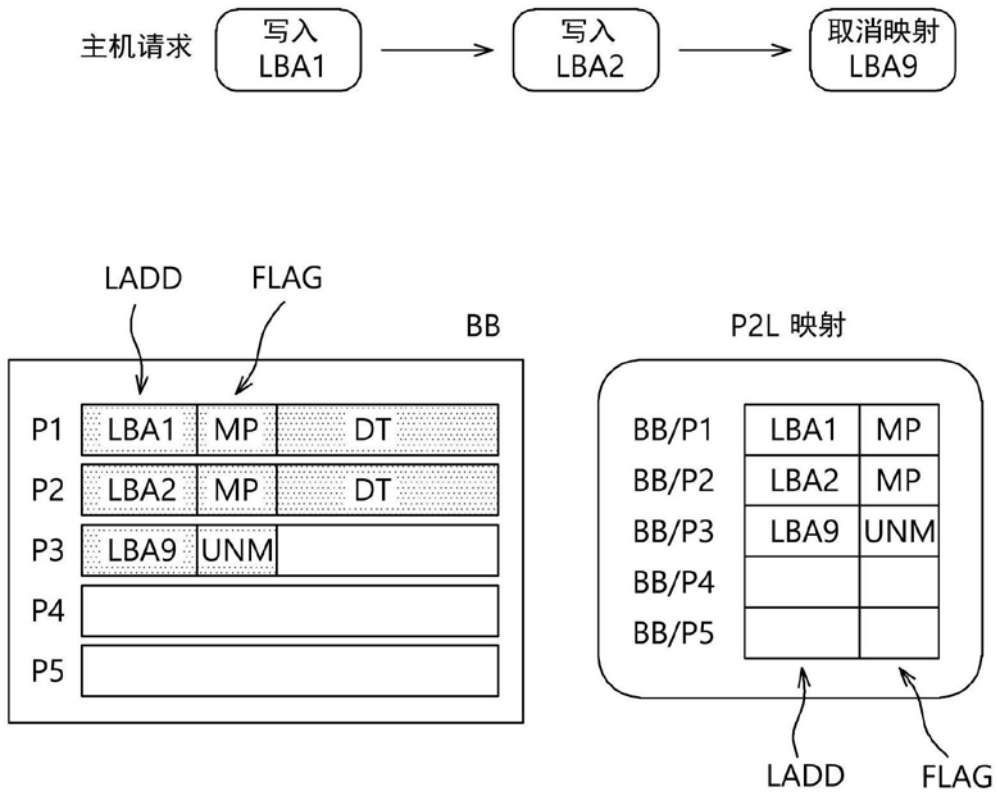 主机请求
写入
LBA1
写入
LBA2
取消映射
LBA9
LADD FLAG
BB
P1 LBA1 MP DT
P2 LBA2 MP DT
P3 LBA9 UNM
P4
P5
P2L 映射
BB/P1 LBA1 MP
BB/P2 LBA2 MP
BB/P3 LBA9 UNM
BB/P4
BB/P5
LADD FLAG